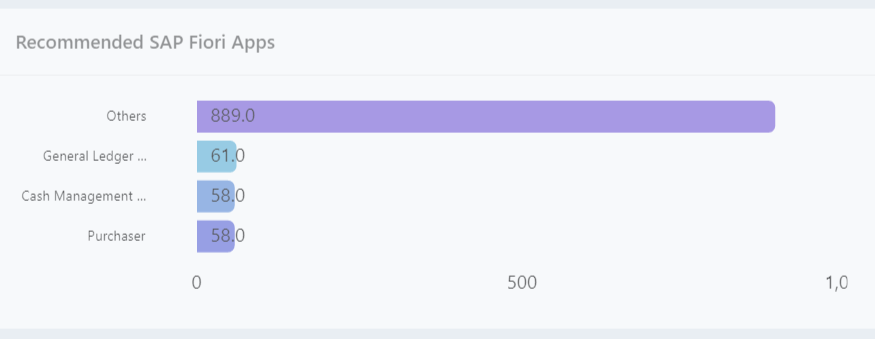 Recommended SAP Fiori Apps
Others 889.0
General Ledger ... 61.0
Cash Management ... 58.0
Purchaser 58.0
0 500 1,0